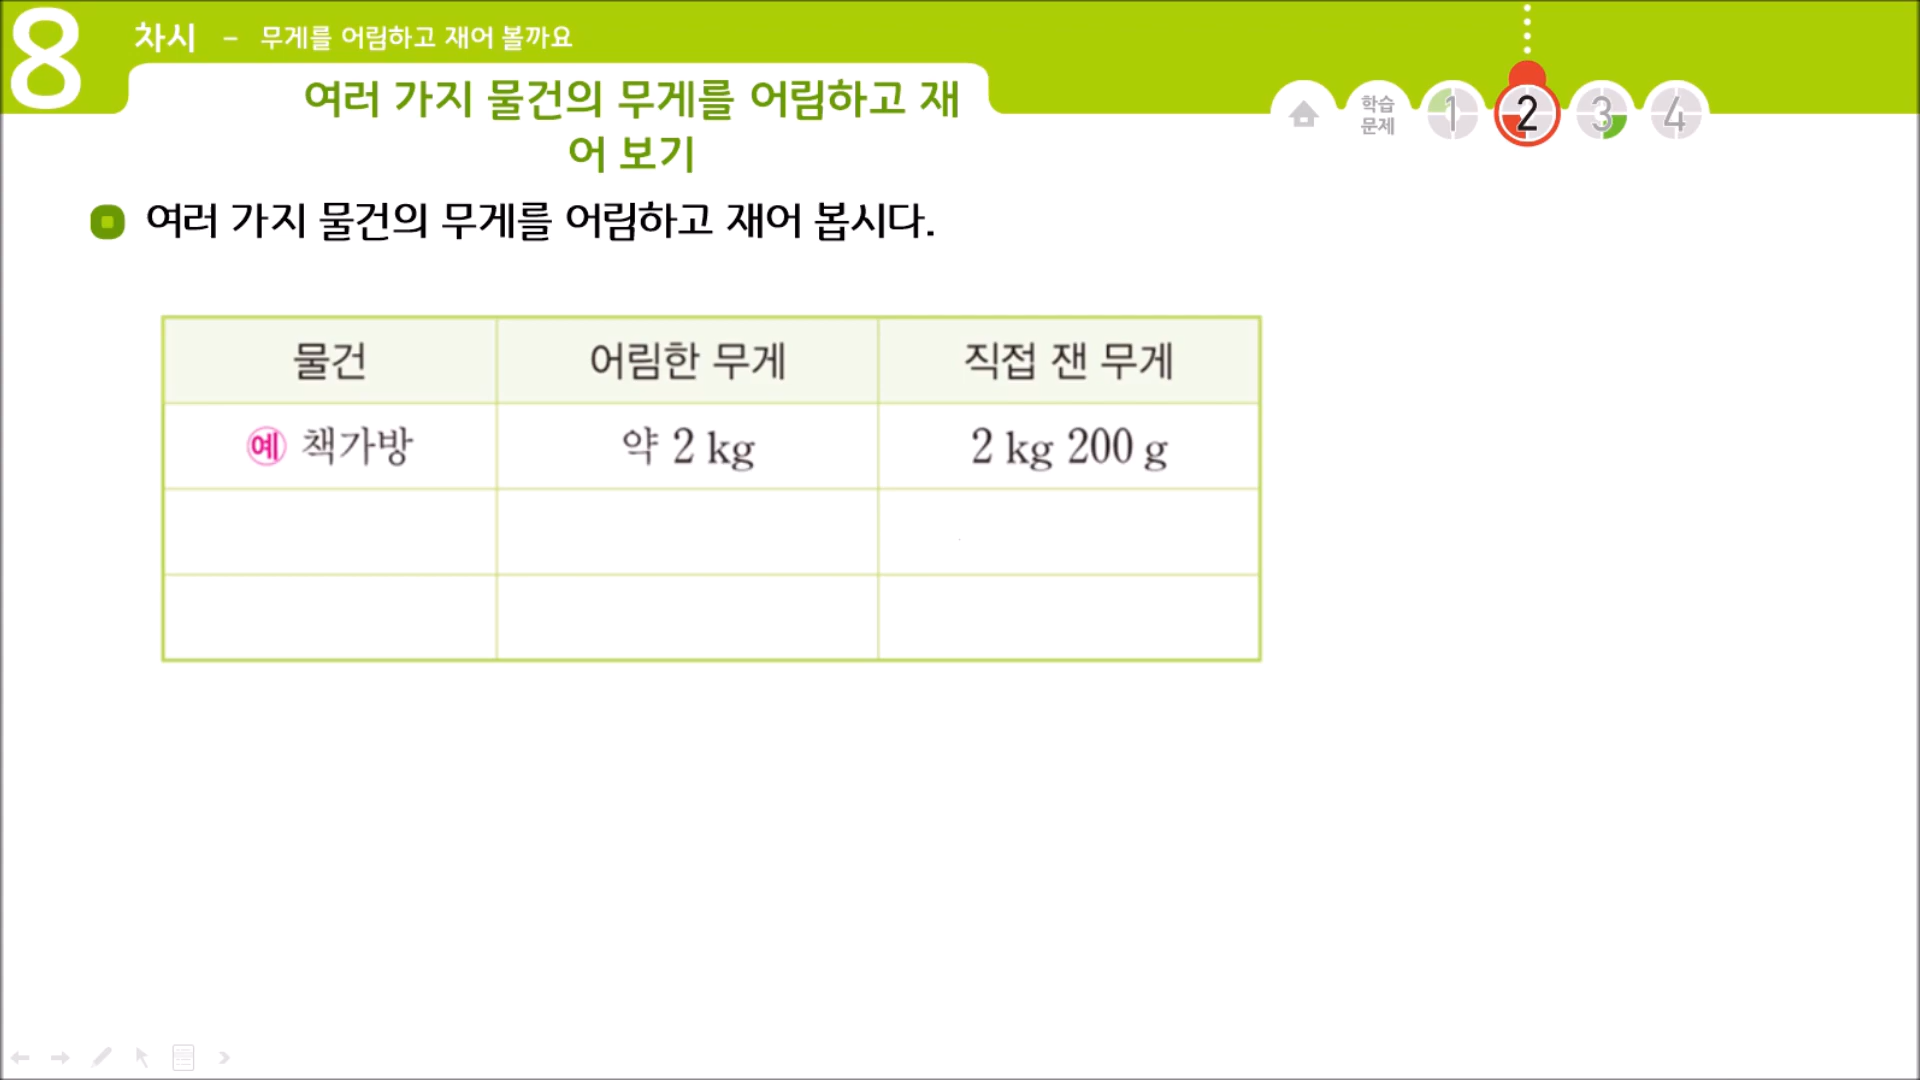 8 차시 - 무게를 어림하고 재어 볼까요
여러 가지 물건의 무게를 어림하고 재
어 보기
학습
문제
1 2 3 4
여러 가지 물건의 무게를 어림하고 재어 봅시다.
물건 어림한 무게 직접 잰 무게
예 책가방 약 2 kg 2 kg 200 g